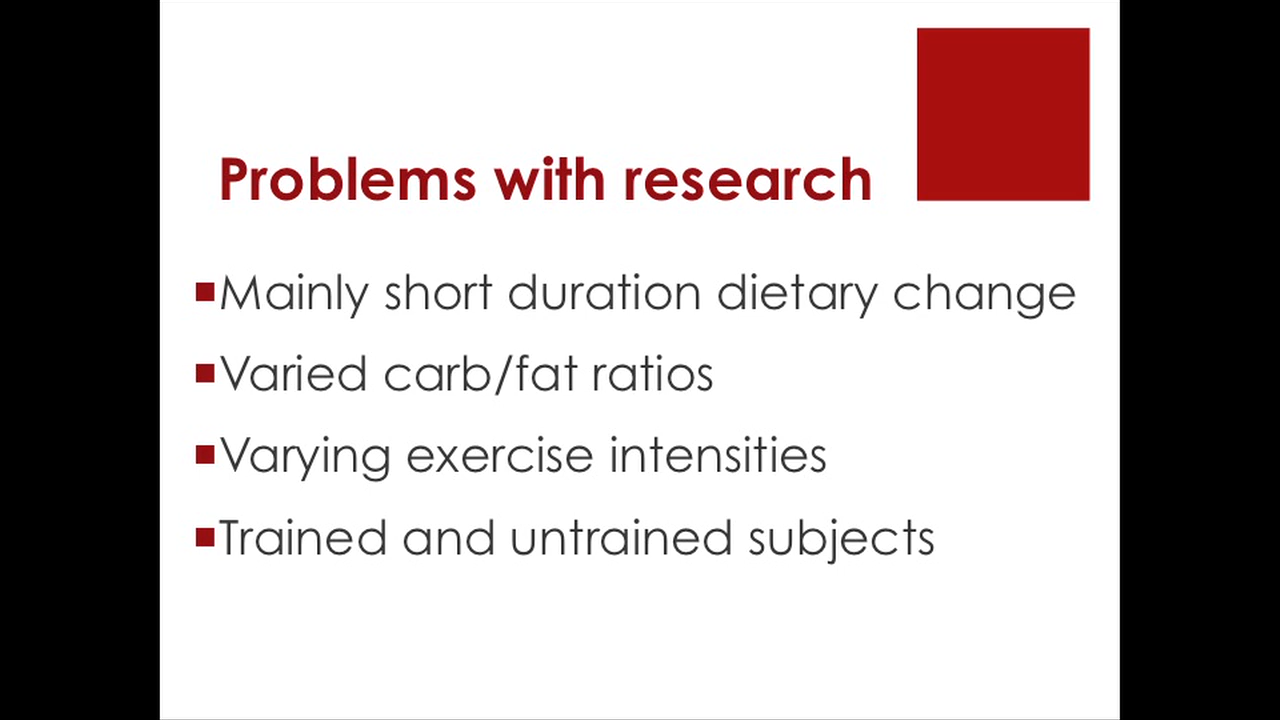 Problems with research
Mainly short duration dietary change
Varied carb/fat ratios
Varying exercise intensities
Trained and untrained subjects